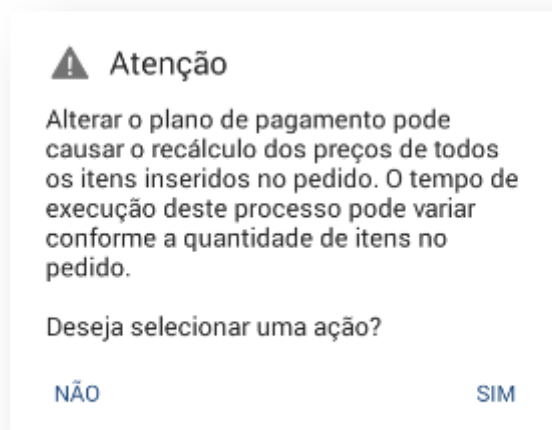 Atenção
Alterar o plano de pagamento pode
causar o recálculo dos preços de todos
os itens inseridos no pedido. O tempo de
execução deste processo pode variar
conforme a quantidade de itens no
pedido.
Deseja selecionar uma ação?
NÃO SIM